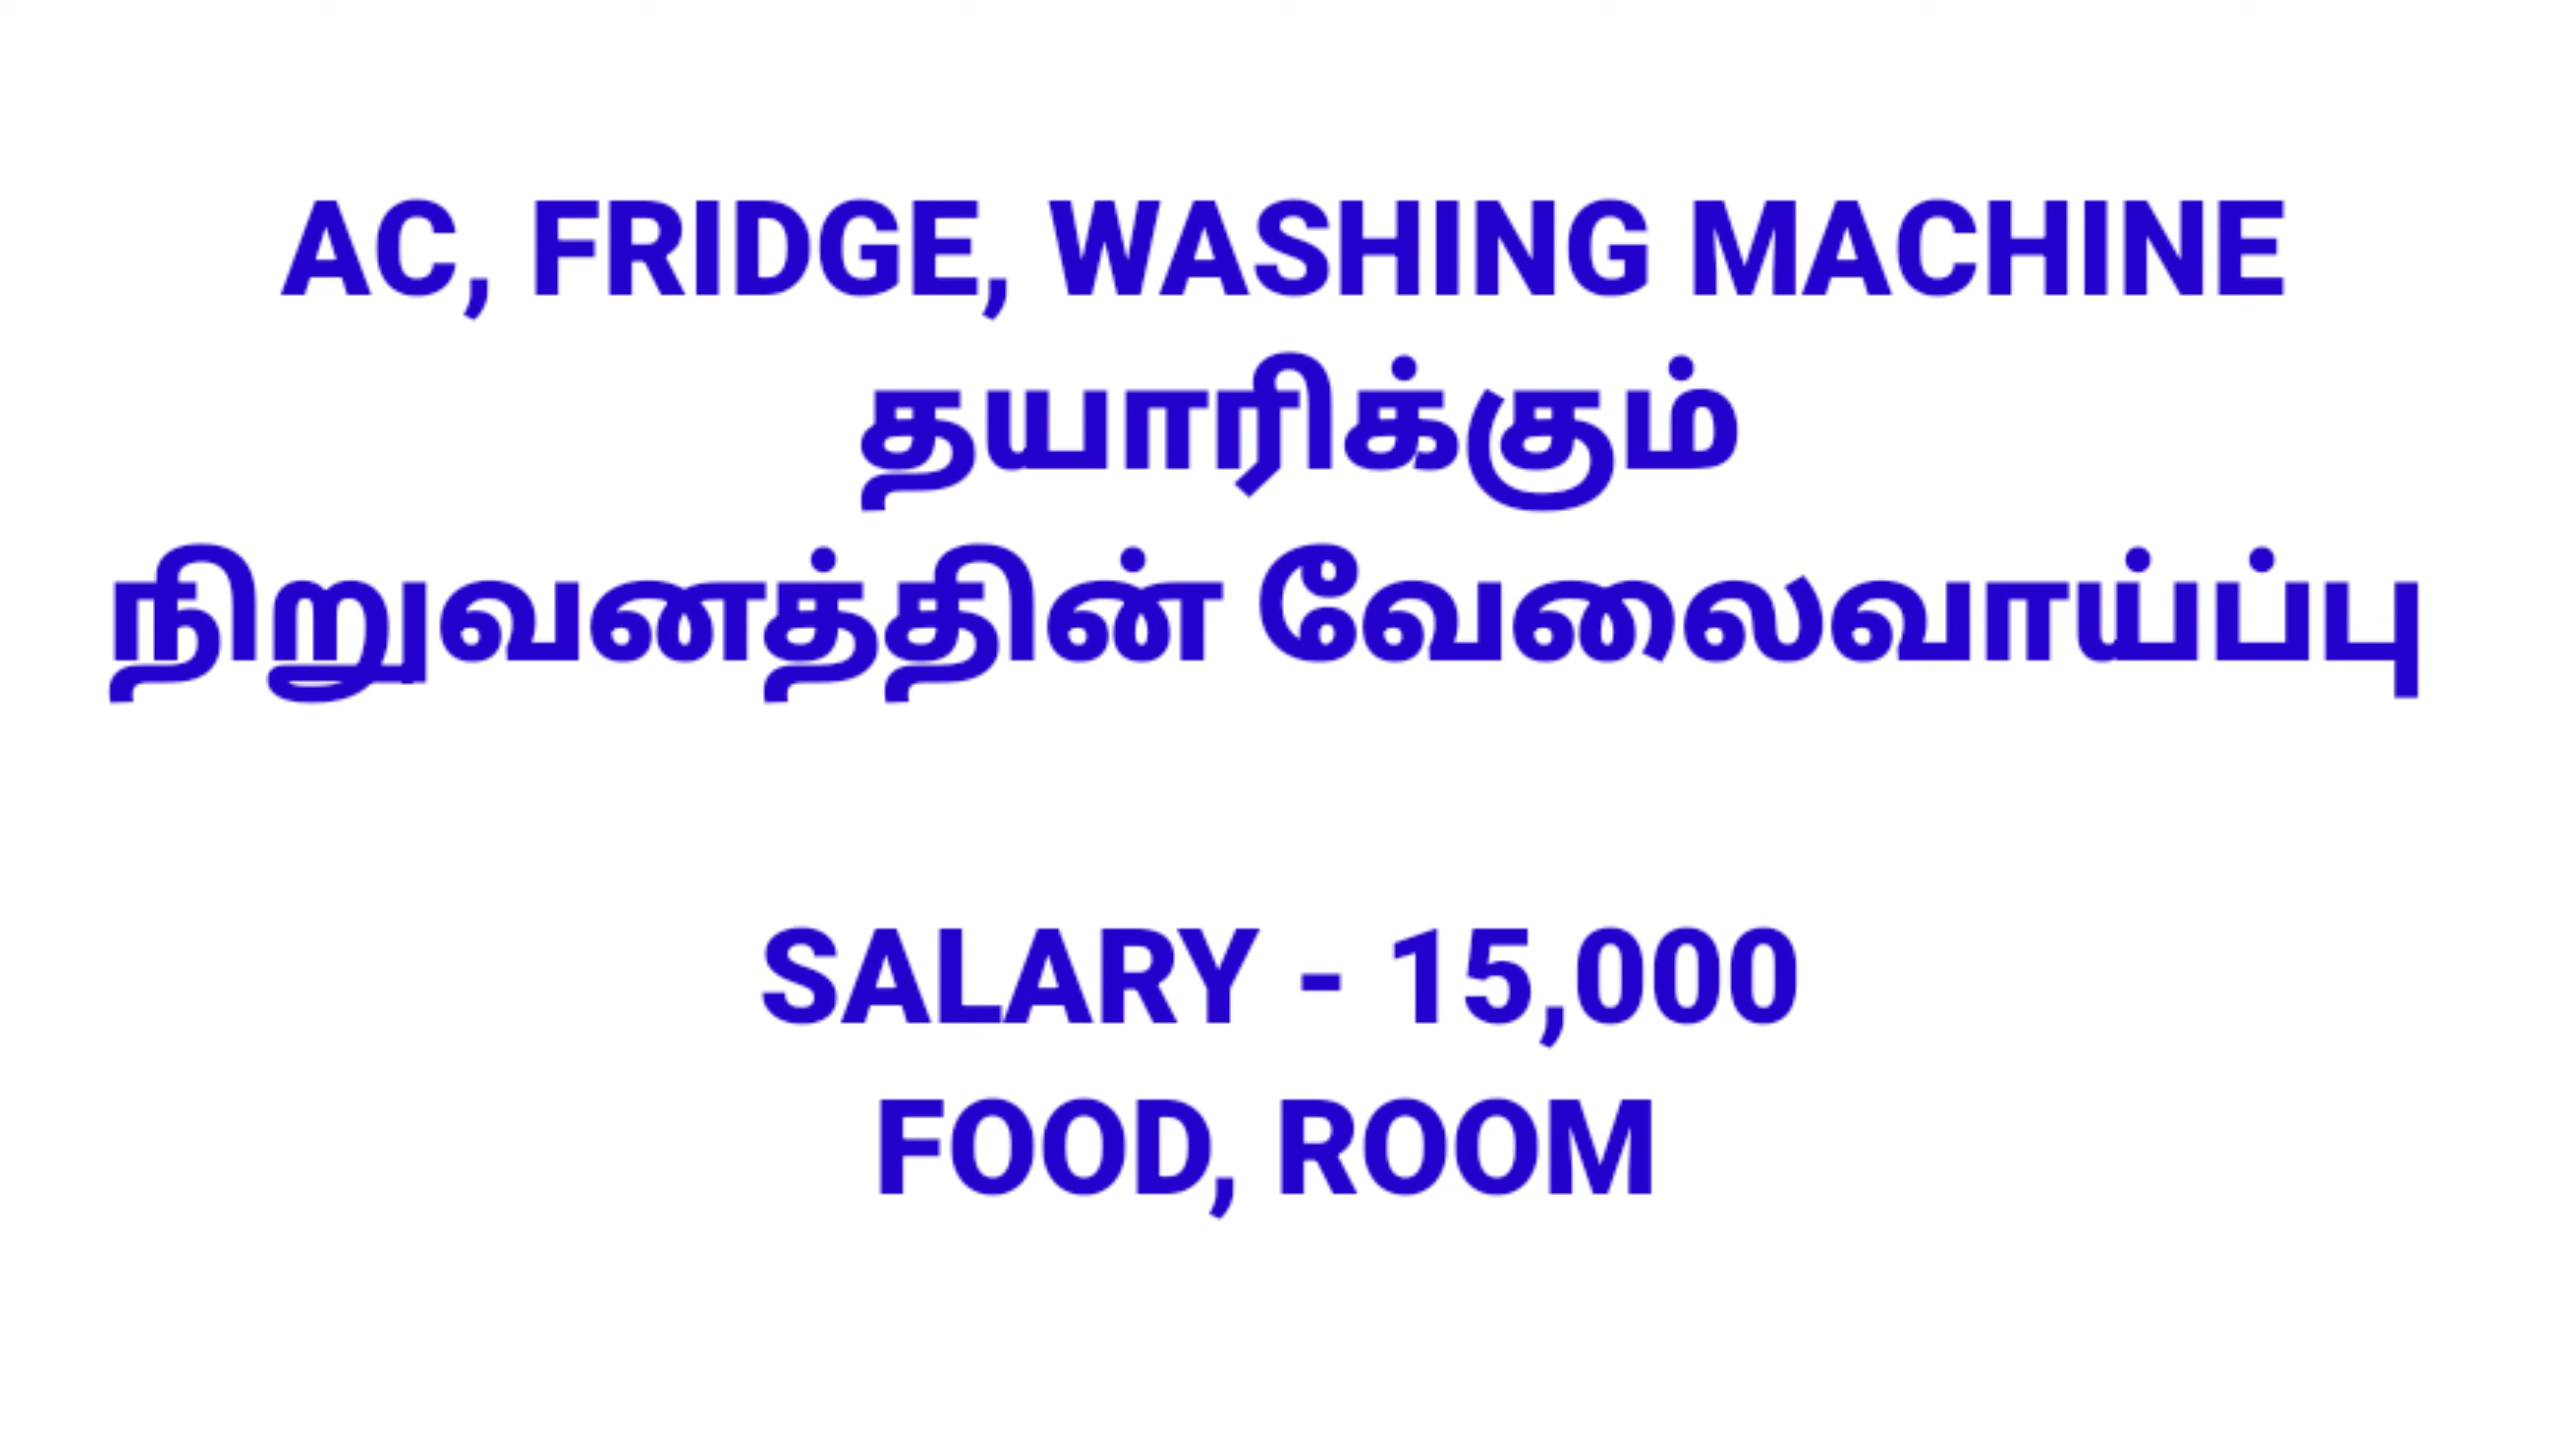 AC, FRIDGE, WASHING MACHINE
தயாரிக்கும்
நிறுவனத்தின் வேலைவாய்ப்பு
SALARY - 15,000
FOOD, ROOM